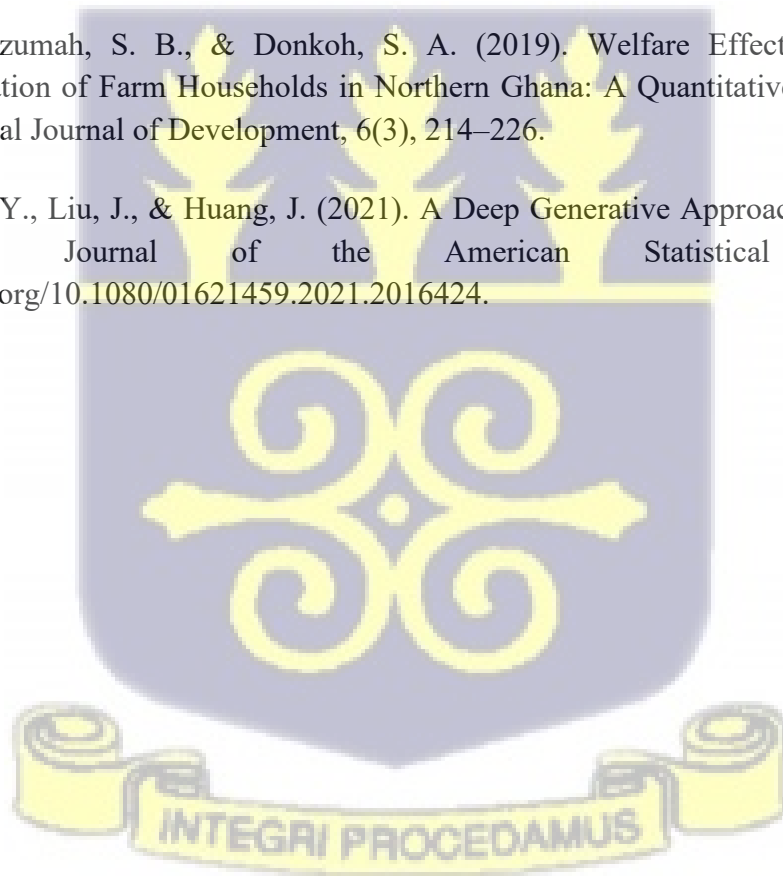 zumah, S. B., & Donkoh, S. A. (2019). Welfare Effect
tion of Farm Households in Northern Ghana: A Quantitative
al Journal of Development, 6(3), 214–226.
Y., Liu, J., & Huang, J. (2021). A Deep Generative Approac
Journal of the American Statistical
org/10.1080/01621459.2021.2016424.
INTEGRI PROCEDAMUS